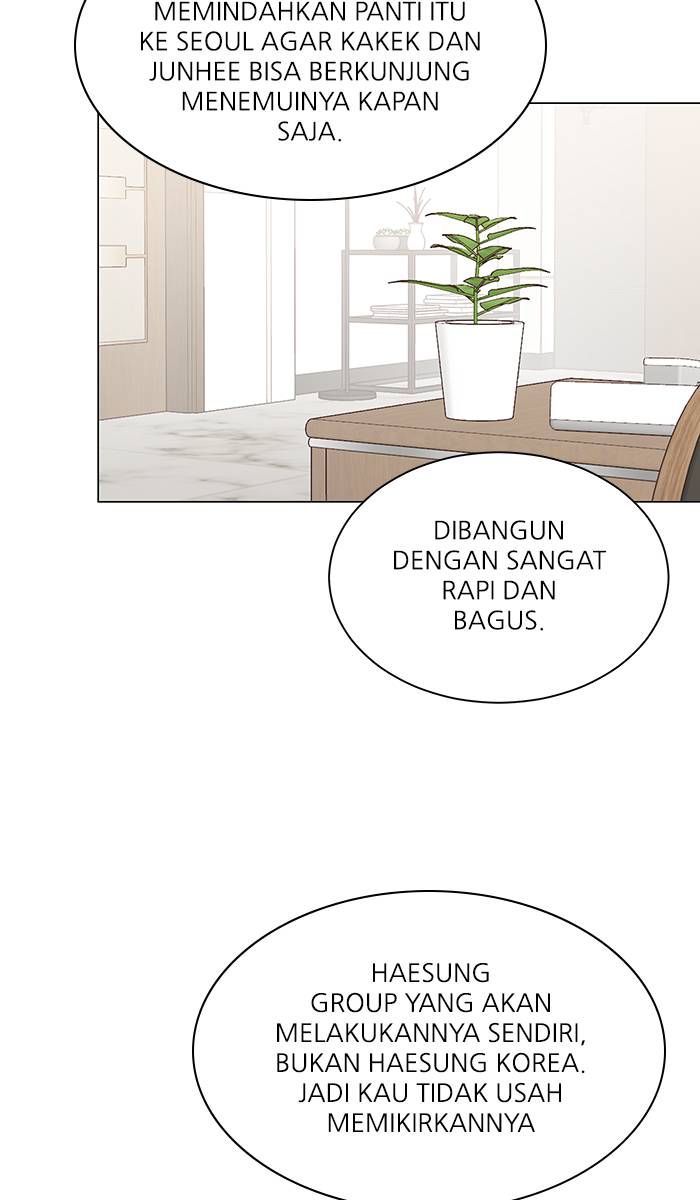 MEMINDAHKAN PANTI ITU
KE SEOUL AGAR KAKEK DAN
JUNHEE BISA BERKUNJUNG
MENEMUINYA KAPAN
SAJA.
DIBANGUN
DENGAN SANGAT
RAPI DAN
BAGUS.
HAESUNG
GROUP YANG AKAN
MELAKUKANNYA SENDIRI,
BUKAN HAESUNG KOREA.
JADI KAU TIDAK USAH
MEMIKIRKANNYA